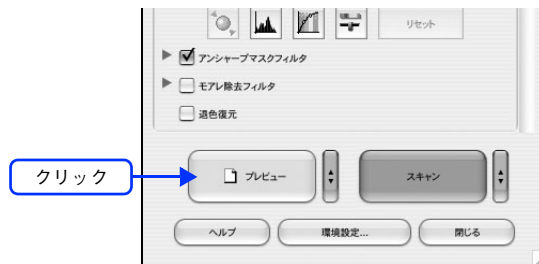 リセット
アンシャープマスクフィルタ
モアレ除去フィルタ
退色復元
クリック
プレビュー
スキャン
ヘルプ
環境設定...
閉じる